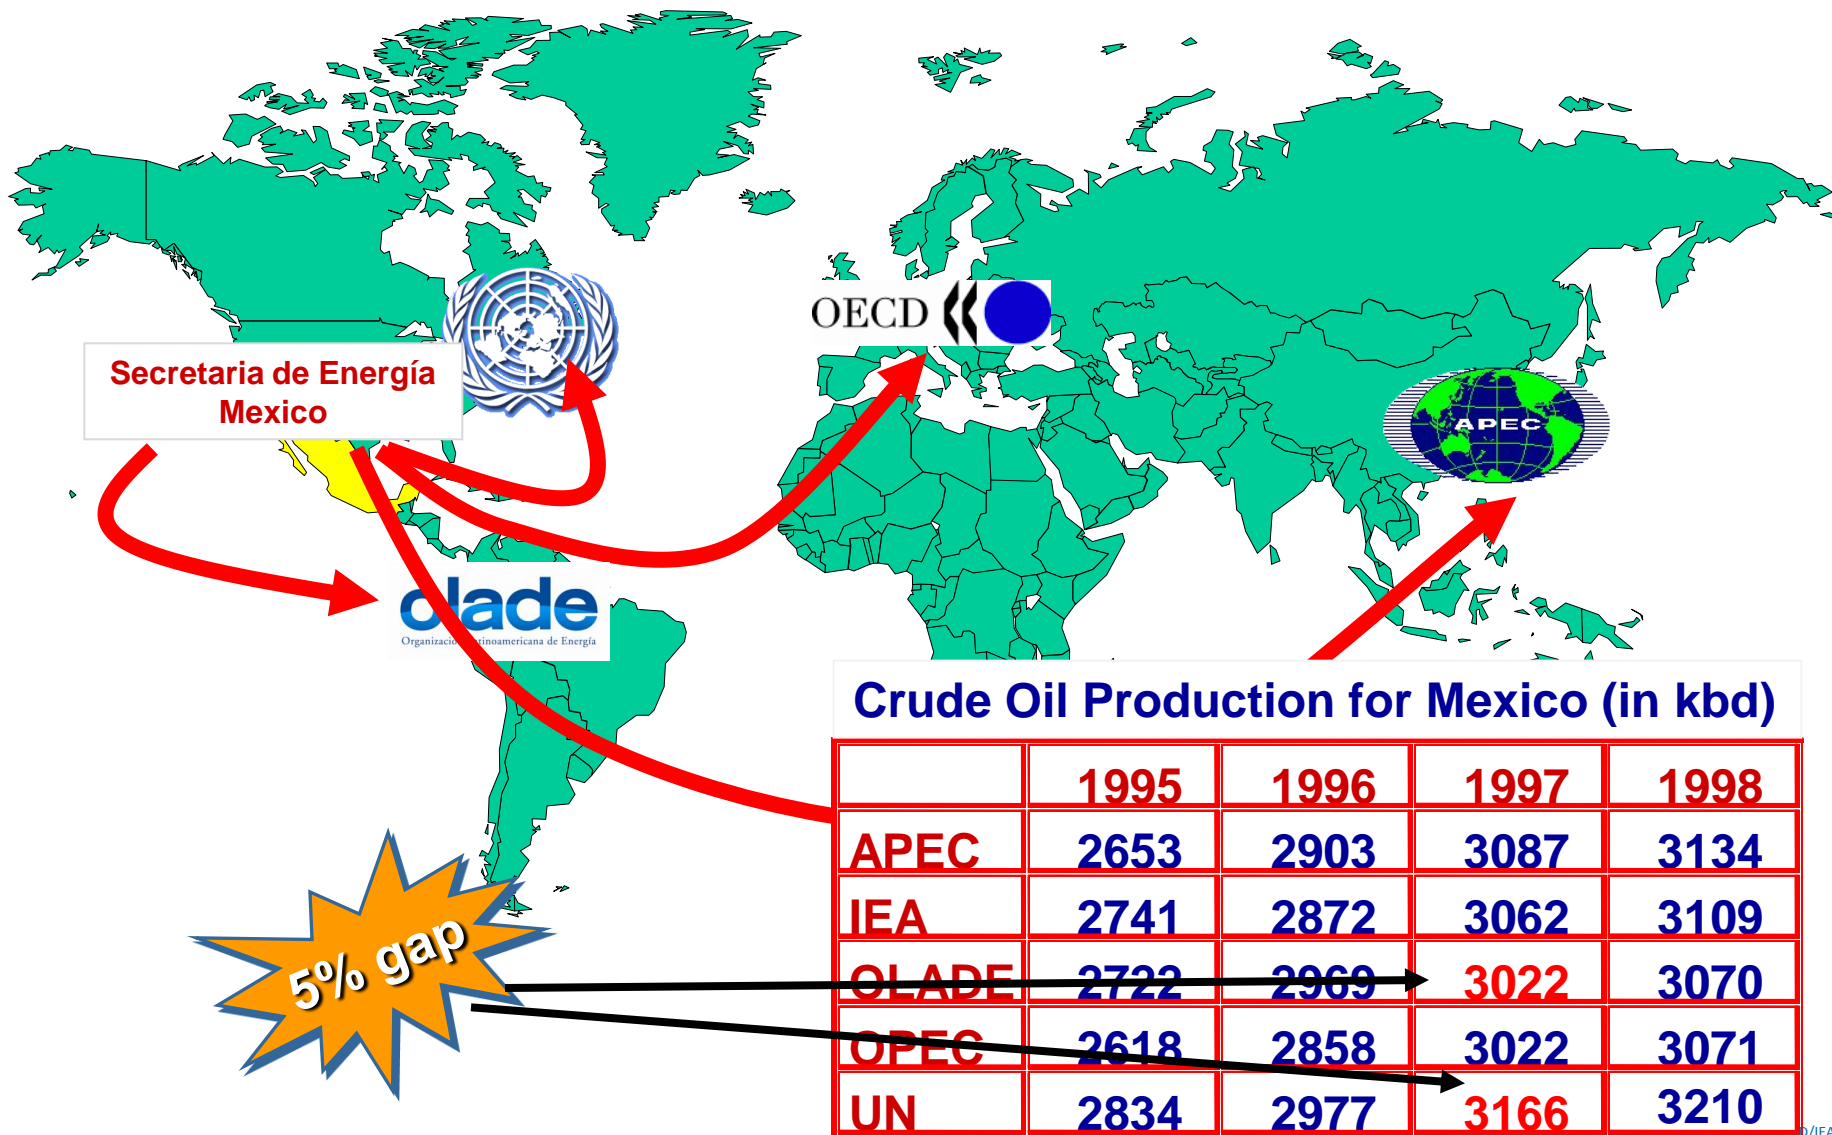 OECD
Secretaria de Energía
Mexico
APEC
olade
Organización Latinoamericana de Energía
Crude Oil Production for Mexico (in kbd)
1995 1996 1997 1998
APEC 2653 2903 3087 3134
IEA 2741 2872 3062 3109
OLADE 2722 2969 3022 3070
OPEC 2618 2858 3022 3071
UN 2834 2977 3166 3210
5% gap